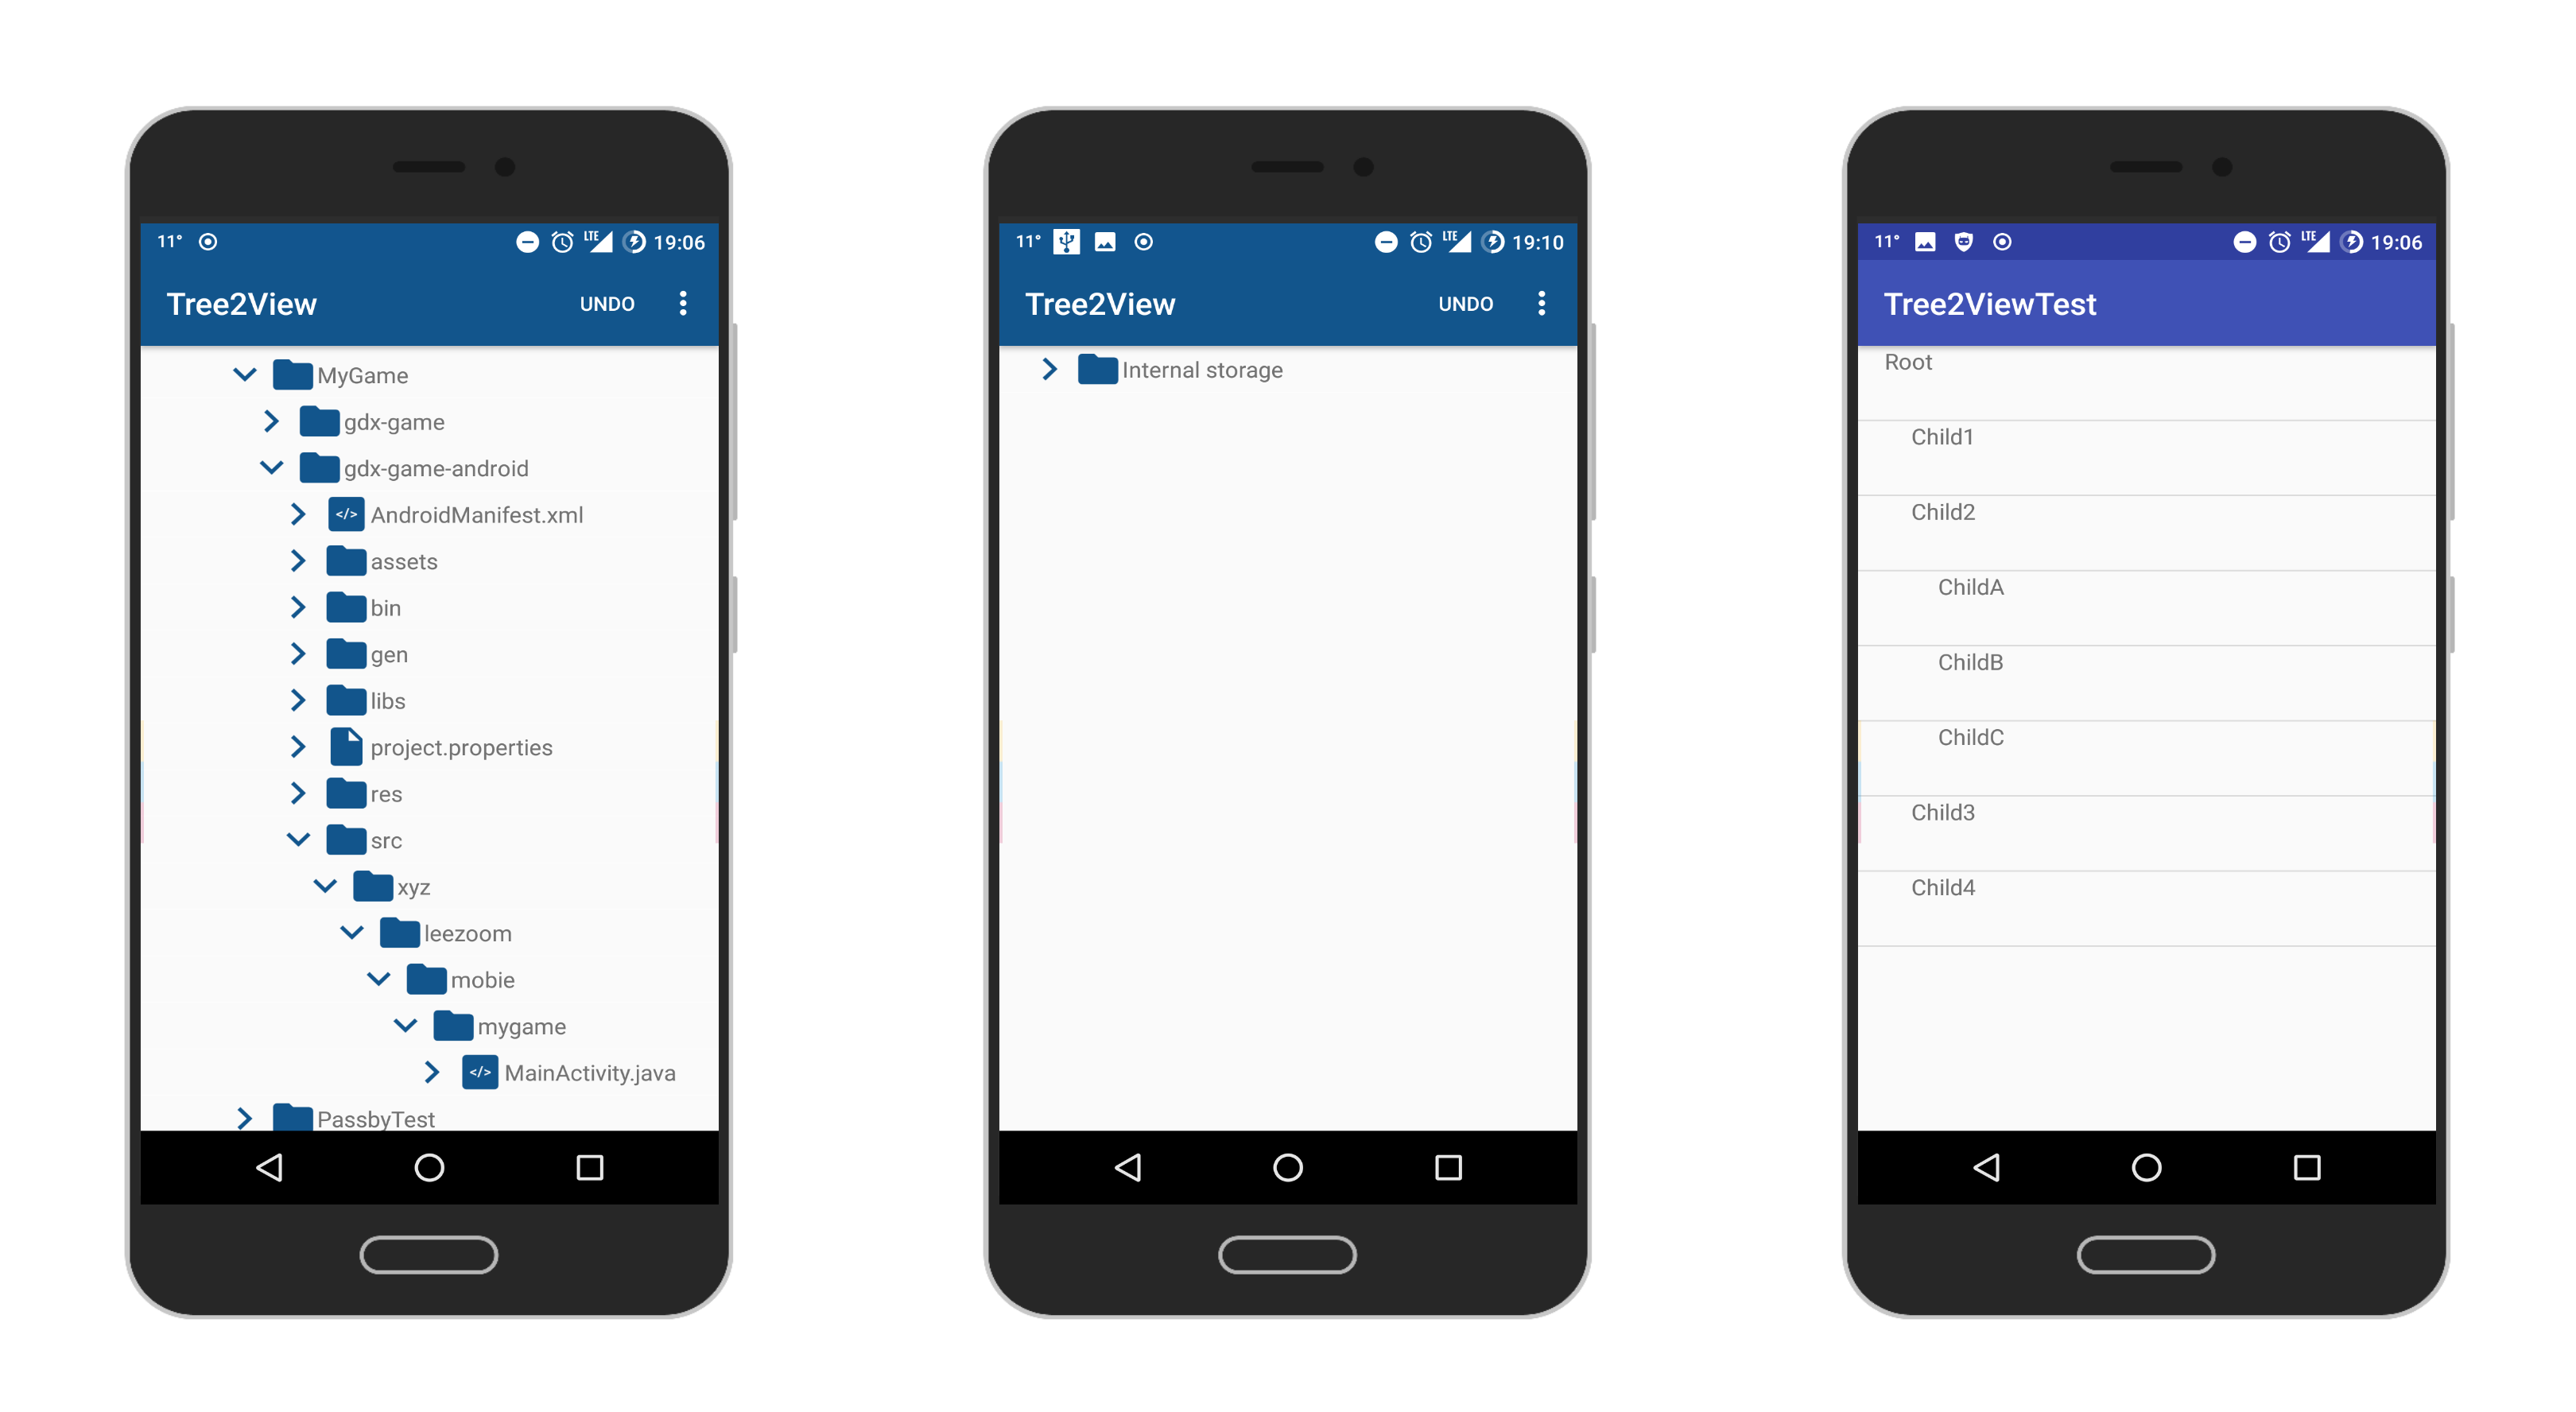 11° LTE 19:06
Tree2View UNDO
MyGame
gdx-game
gdx-game-android
</> AndroidManifest.xml
assets
bin
gen
libs
project.properties
res
src
xyz
leezoom
mobie
mygame
</> MainActivity.java
PassbyTest
11° LTE 19:10
Tree2View UNDO
Internal storage
11° LTE 19:06
Tree2ViewTest
Root
Child1
Child2
ChildA
ChildB
ChildC
Child3
Child4